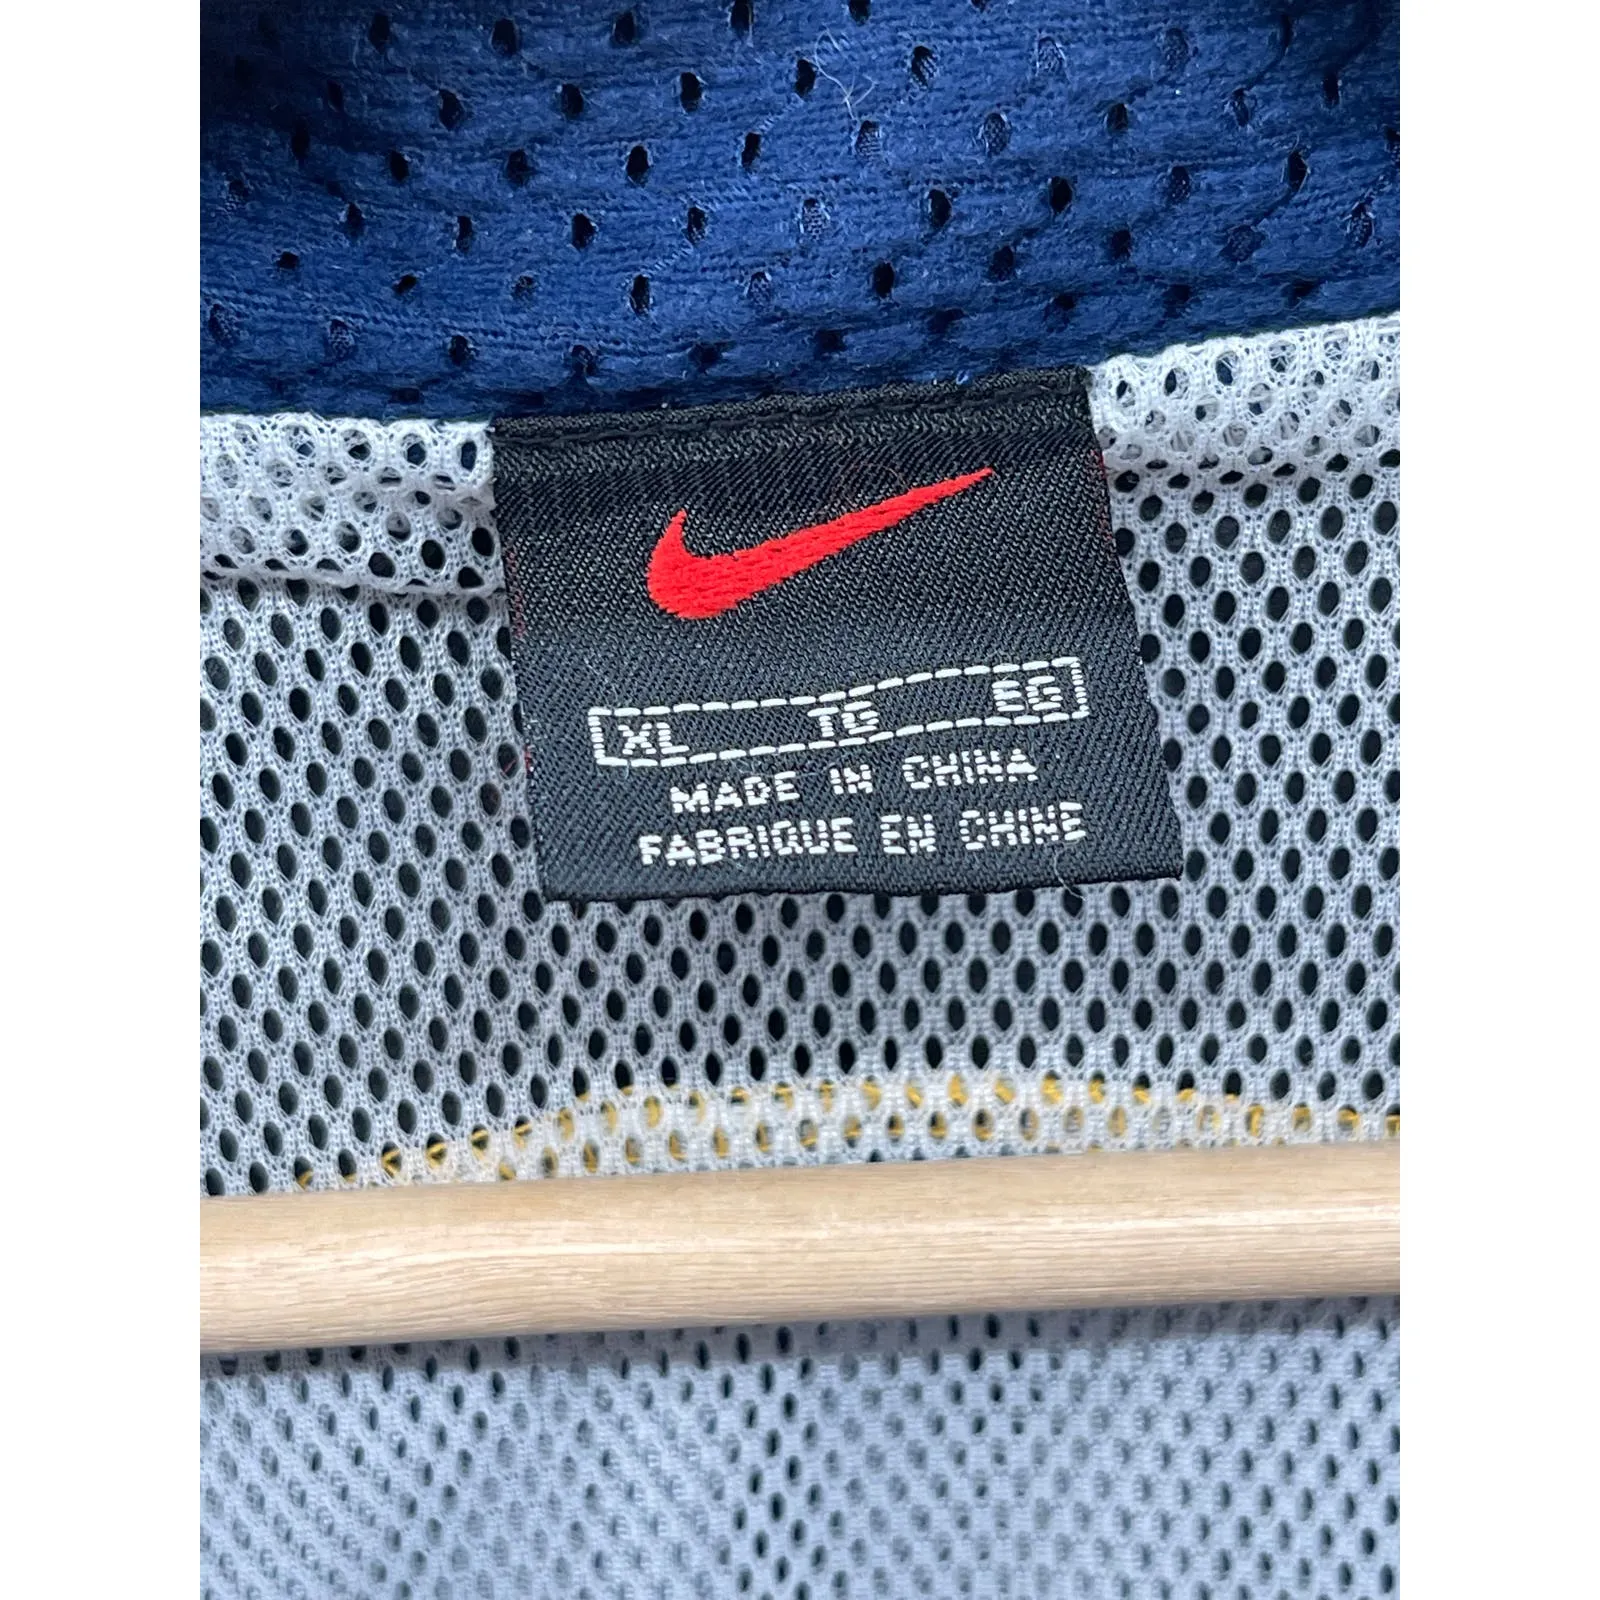 XL TG EG
MADE IN CHINA
FABRIQUE EN CHINE